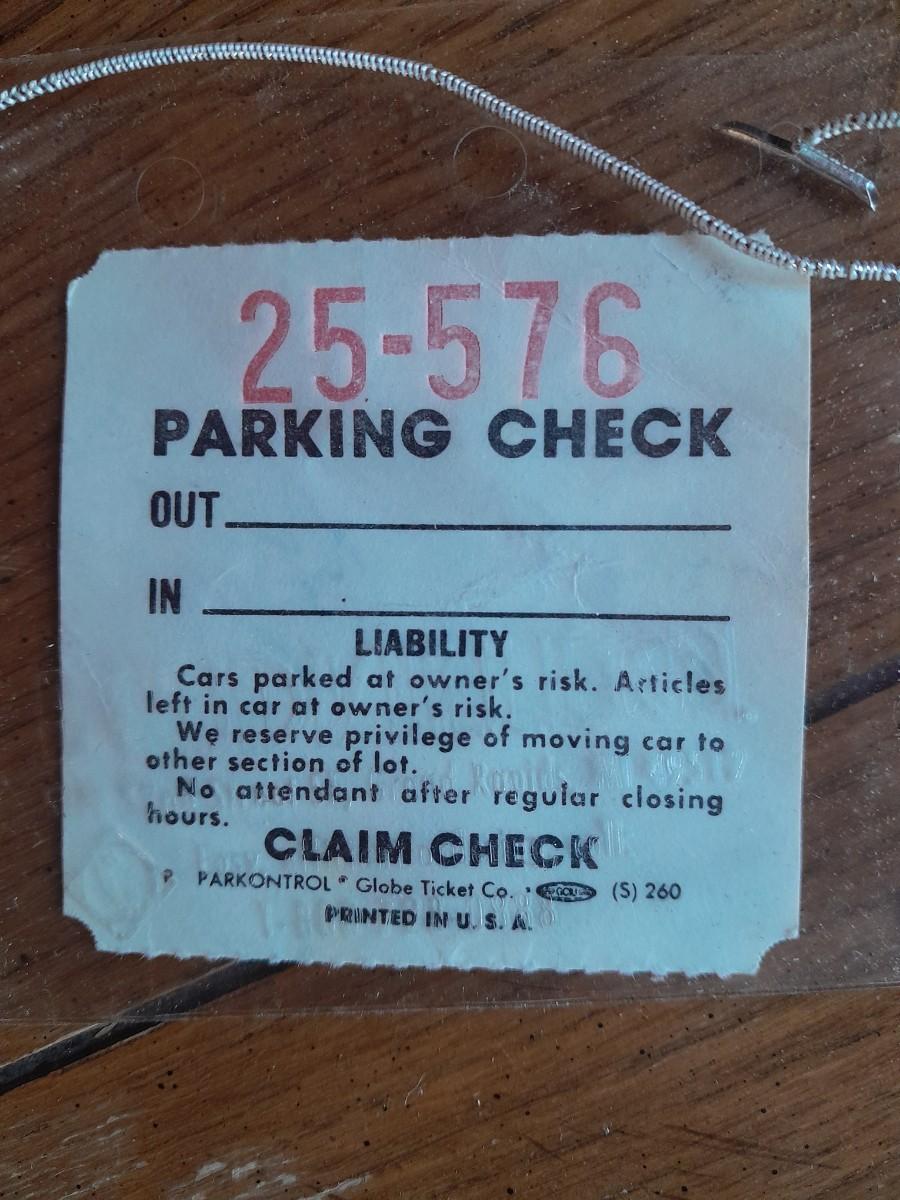 25-576
PARKING CHECK
OUT
IN
LIABILITY
Cars parked at owner's risk. Articles
left in car at owner's risk.
We reserve privilege of moving car to
other section of lot.
No attendant after regular closing
hours.
CLAIM CHECK
PARKONTROL ® Globe Ticket Co. • (S) 260
PRINTED IN U. S. A.